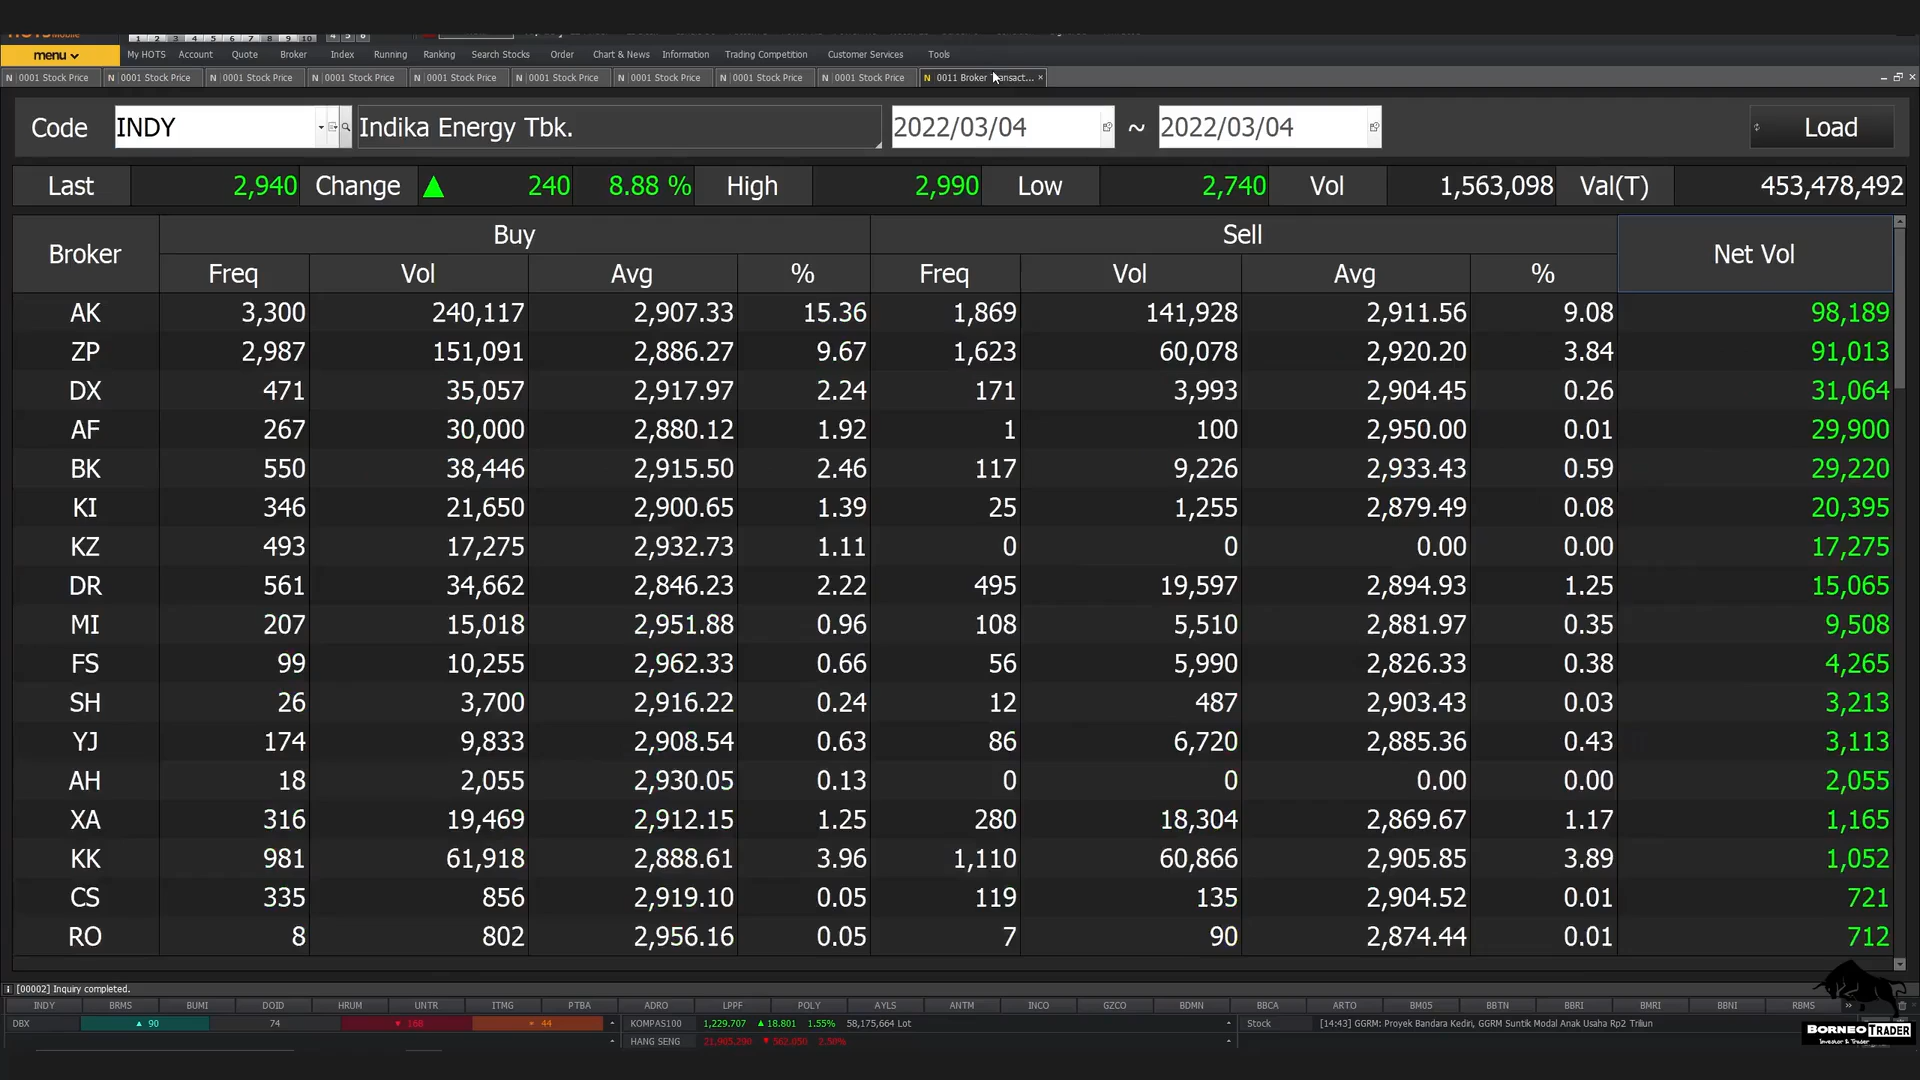 1 2 3 4 5 6 7 8 9 10 4 5 6
menu My HOTS Account Quote Broker Index Running Ranking Search Stocks Order Chart & News Information Trading Competition Customer Services Tools
N 0001 Stock Price N 0001 Stock Price N 0001 Stock Price N 0001 Stock Price N 0001 Stock Price N 0001 Stock Price N 0001 Stock Price N 0001 Stock Price N 0001 Stock Price N 0011 Broker
Code INDY Indika Energy Tbk. 2022/03/04 ~ 2022/03/04 Load
Last 2,940 Change ▲ 240 8.88 % High 2,990 Low 2,740 Vol 1,563,098 Val(T) 453,478,492
Broker Buy Sell Net Vol
Freq Vol Avg % Freq Vol Avg %
AK 3,300 240,117 2,907.33 15.36 1,869 141,928 2,911.56 9.08 98,189
ZP 2,987 151,091 2,886.27 9.67 1,623 60,078 2,920.20 3.84 91,013
DX 471 35,057 2,917.97 2.24 171 3,993 2,904.45 0.26 31,064
AF 267 30,000 2,880.12 1.92 1 100 2,950.00 0.01 29,900
BK 550 38,446 2,915.50 2.46 117 9,226 2,933.43 0.59 29,220
KI 346 21,650 2,900.65 1.39 25 1,255 2,879.49 0.08 20,395
KZ 493 17,275 2,932.73 1.11 0 0 0.00 0.00 17,275
DR 561 34,662 2,846.23 2.22 495 19,597 2,894.93 1.25 15,065
MI 207 15,018 2,951.88 0.96 108 5,510 2,881.97 0.35 9,508
FS 99 10,255 2,962.33 0.66 56 5,990 2,826.33 0.38 4,265
SH 26 3,700 2,916.22 0.24 12 487 2,903.43 0.03 3,213
YJ 174 9,833 2,908.54 0.63 86 6,720 2,885.36 0.43 3,113
AH 18 2,055 2,930.05 0.13 0 0 0.00 0.00 2,055
XA 316 19,469 2,912.15 1.25 280 18,304 2,869.67 1.17 1,165
KK 981 61,918 2,888.61 3.96 1,110 60,866 2,905.85 3.89 1,052
CS 335 856 2,919.10 0.05 119 135 2,904.52 0.01 721
RO 8 802 2,956.16 0.05 7 90 2,874.44 0.01 712
[00002] Inquiry completed.
INDY BRMS BUMI DOID HRUM UNTR ITMG PTBA ADRO LPPF POLY AYLS ANTM INCO GZCO BDMN BBCA ARTO BM05 BBTN BBRI BMRI BBNI RBMS
DBX ▲ 90 74 ▼ 168 44 KOMPAS100 1,229.707 ▲ 18.801 1.55% 58,175,664 Lot Stock [14:43] GGRM: Proyek Bandara Kediri, GGRM Suntik Modal Anak Usaha Rp2 Triliun
HANG SENG 21,905.290 ▼ 562.050 2.50%
BORNEO TRADER
Investor & Trader